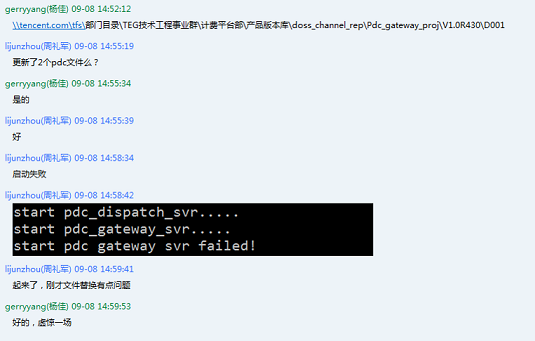 gerryyang(杨佳) 09-08 14:52:12
\\tencent.com\tfs\部门目录\TEG技术工程事业群\计费平台部\产品版本库\doss_channel_rep\Pdc_gateway_proj\V1.0R430\D001
lijunzhou(周礼军) 09-08 14:55:19
更新了2个pdc文件么？
gerryyang(杨佳) 09-08 14:55:34
是的
lijunzhou(周礼军) 09-08 14:55:39
好
lijunzhou(周礼军) 09-08 14:58:34
启动失败
lijunzhou(周礼军) 09-08 14:58:42
start pdc_dispatch_svr.....
start pdc_gateway_svr.....
start pdc gateway svr failed!
lijunzhou(周礼军) 09-08 14:59:41
起来了，刚才文件替换有点问题
gerryyang(杨佳) 09-08 14:59:53
好的，虚惊一场